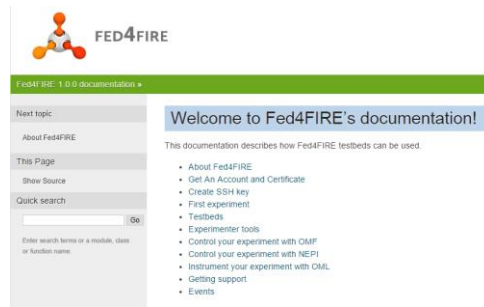 FED4FIRE
Fed4FIRE 1.0.0 documentation »
Next topic
About Fed4FIRE
This Page
Show Source
Quick search
Go
Enter search terms or a module, class
or function name.
Welcome to Fed4FIRE's documentation!
This documentation describes how Fed4FIRE testbeds can be used.
• About Fed4FIRE
• Get An Account and Certificate
• Create SSH key
• First experiment
• Testbeds
• Experimenter tools
• Control your experiment with OMF
• Control your experiment with NEPI
• Instrument your experiment with OML
• Getting support
• Events